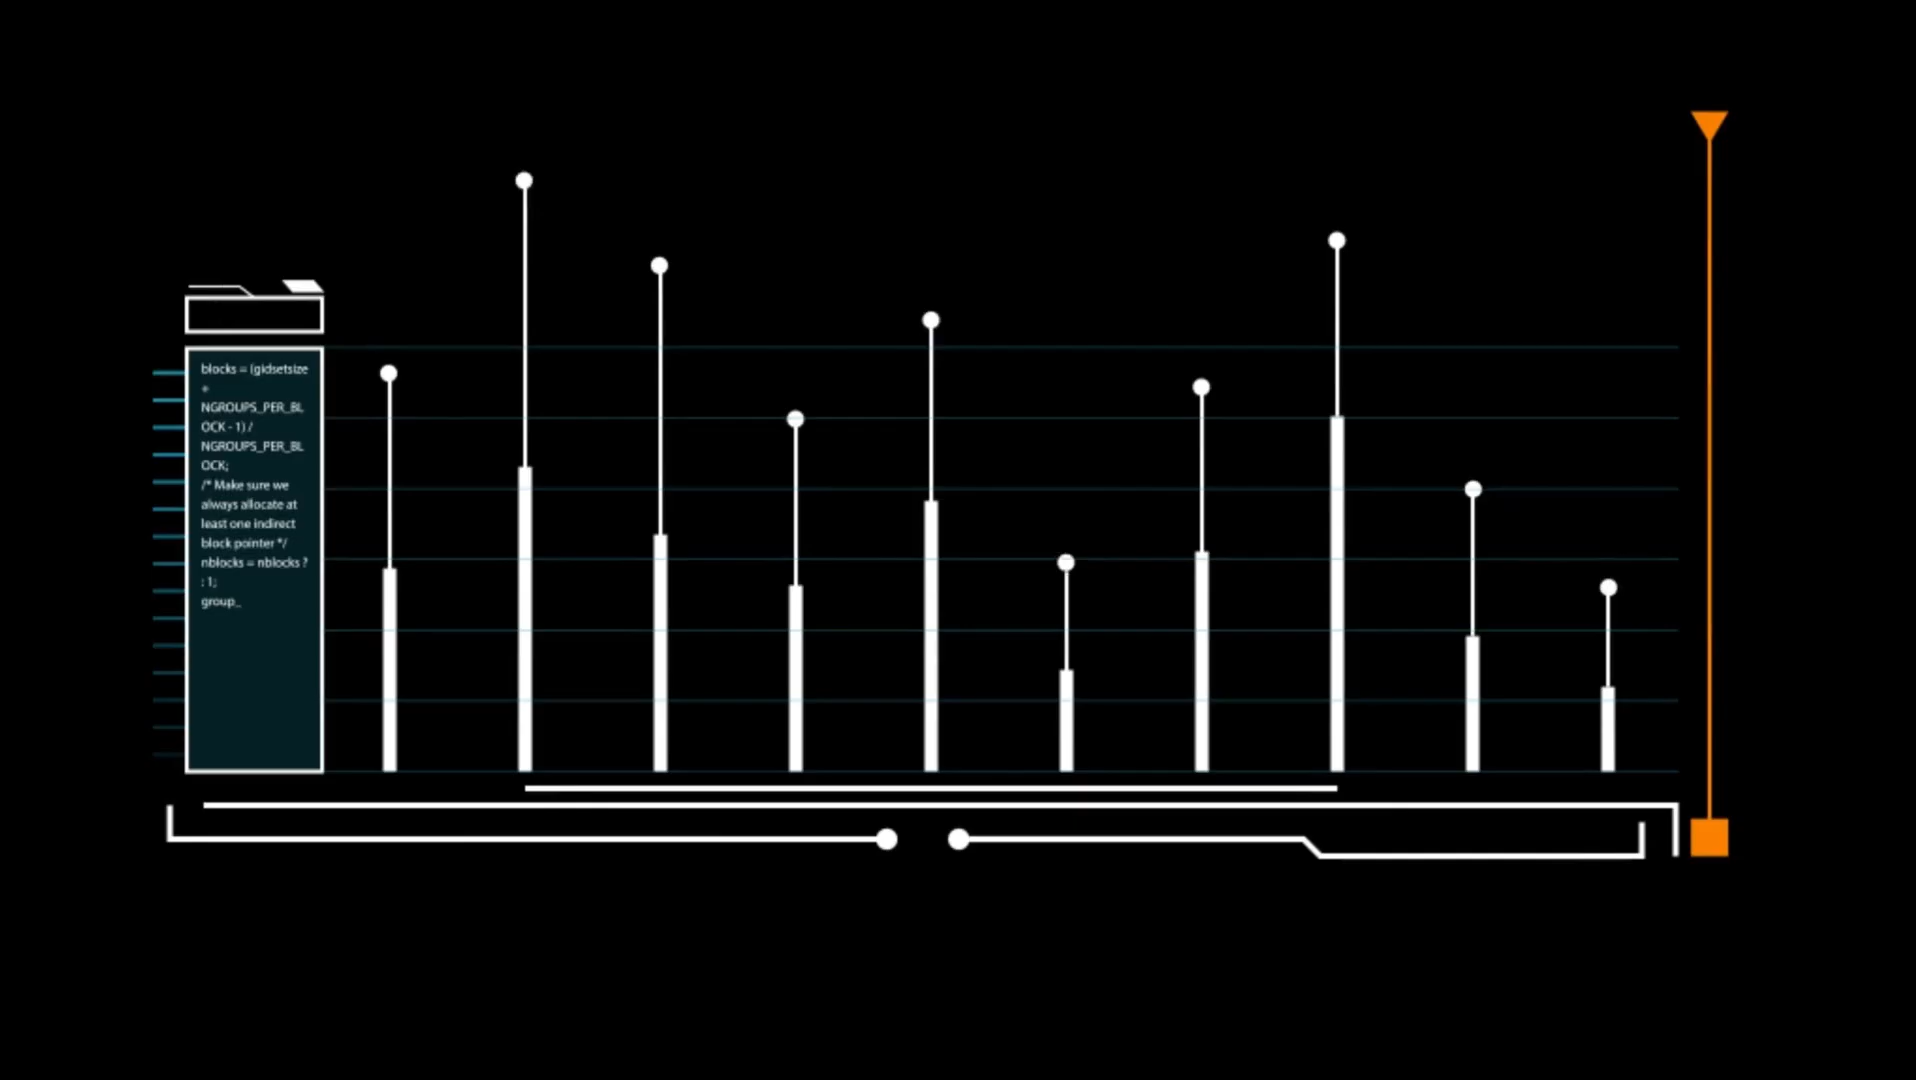 blocks = (gidsetsize
+
NGROUPS_PER_BL
OCK - 1) /
NGROUPS_PER_BL
OCK;
/* Make sure we
always allocate at
least one indirect
block pointer */
nblocks = nblocks ?
: 1;
group_